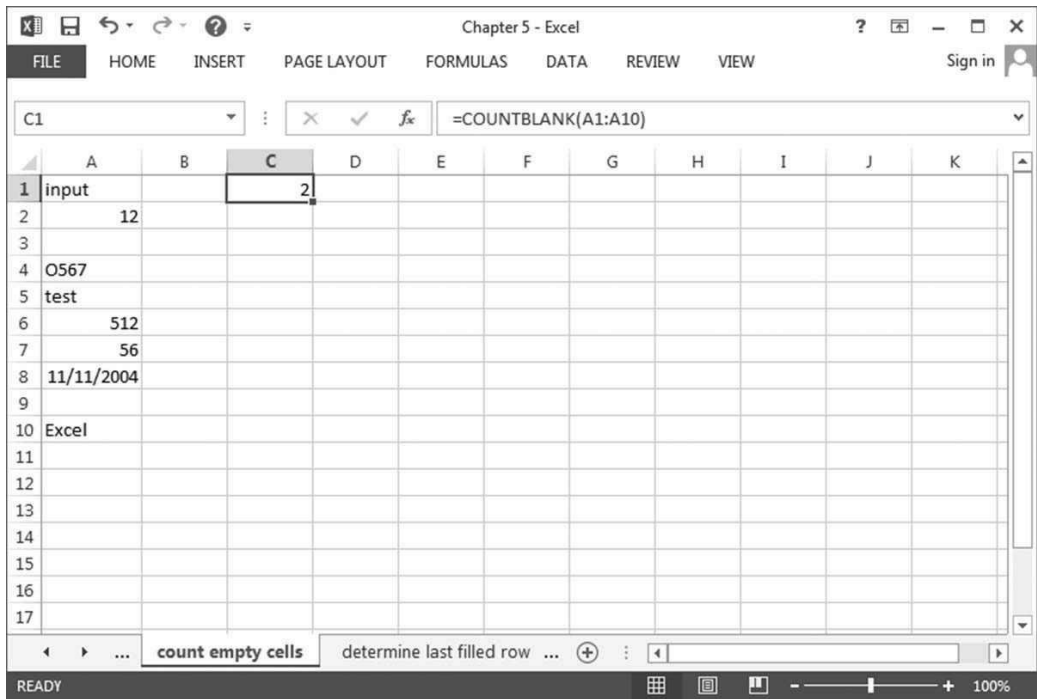 Chapter 5 - Excel
FILE HOME INSERT PAGE LAYOUT FORMULAS DATA REVIEW VIEW Sign in
C1 fx =COUNTBLANK(A1:A10)
A B C D E F G H I J K
1 input 2
2 12
3
4 O567
5 test
6 512
7 56
8 11/11/2004
9
10 Excel
11
12
13
14
15
16
17
... count empty cells determine last filled row ...
READY 100%